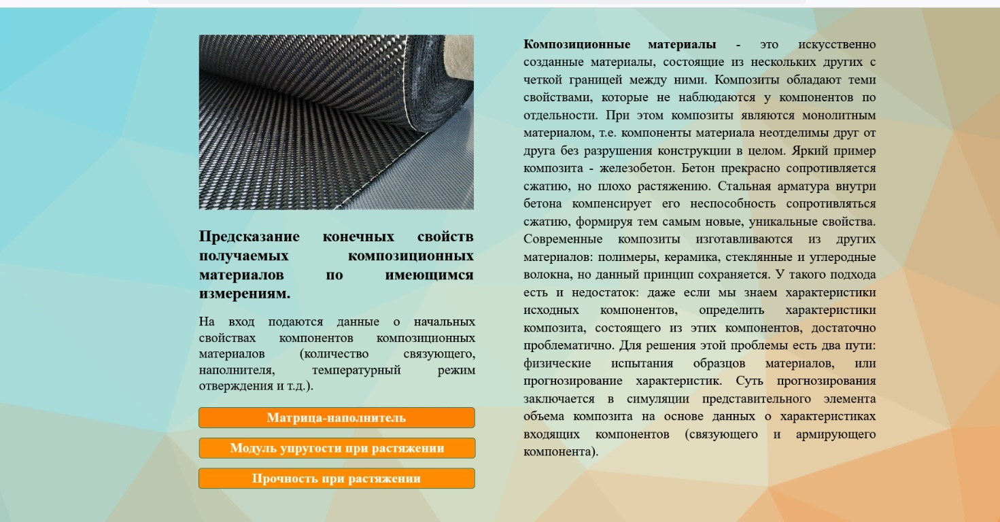 Предсказание конечных свойств
получаемых композиционных
материалов по имеющимся
измерениям.
На вход подаются данные о начальных
свойствах компонентов композиционных
материалов (количество связующего,
наполнителя, температурный режим
отверждения и т.д.).
Матрица-наполнитель
Модуль упругости при растяжении
Прочность при растяжении
Композиционные материалы - это искусственно
созданные материалы, состоящие из нескольких других с
четкой границей между ними. Композиты обладают теми
свойствами, которые не наблюдаются у компонентов по
отдельности. При этом композиты являются монолитным
материалом, т.е. компоненты материала неотделимы друг от
друга без разрушения конструкции в целом. Яркий пример
композита - железобетон. Бетон прекрасно сопротивляется
сжатию, но плохо растяжению. Стальная арматура внутри
бетона компенсирует его неспособность сопротивляться
сжатию, формируя тем самым новые, уникальные свойства.
Современные композиты изготавливаются из других
материалов: полимеры, керамика, стеклянные и углеродные
волокна, но данный принцип сохраняется. У такого подхода
есть и недостаток: даже если мы знаем характеристики
исходных компонентов, определить характеристики
композита, состоящего из этих компонентов, достаточно
проблематично. Для решения этой проблемы есть два пути:
физические испытания образцов материалов, или
прогнозирование характеристик. Суть прогнозирования
заключается в симуляции представительного элемента
объема композита на основе данных о характеристиках
входящих компонентов (связующего и армирующего
компонента).